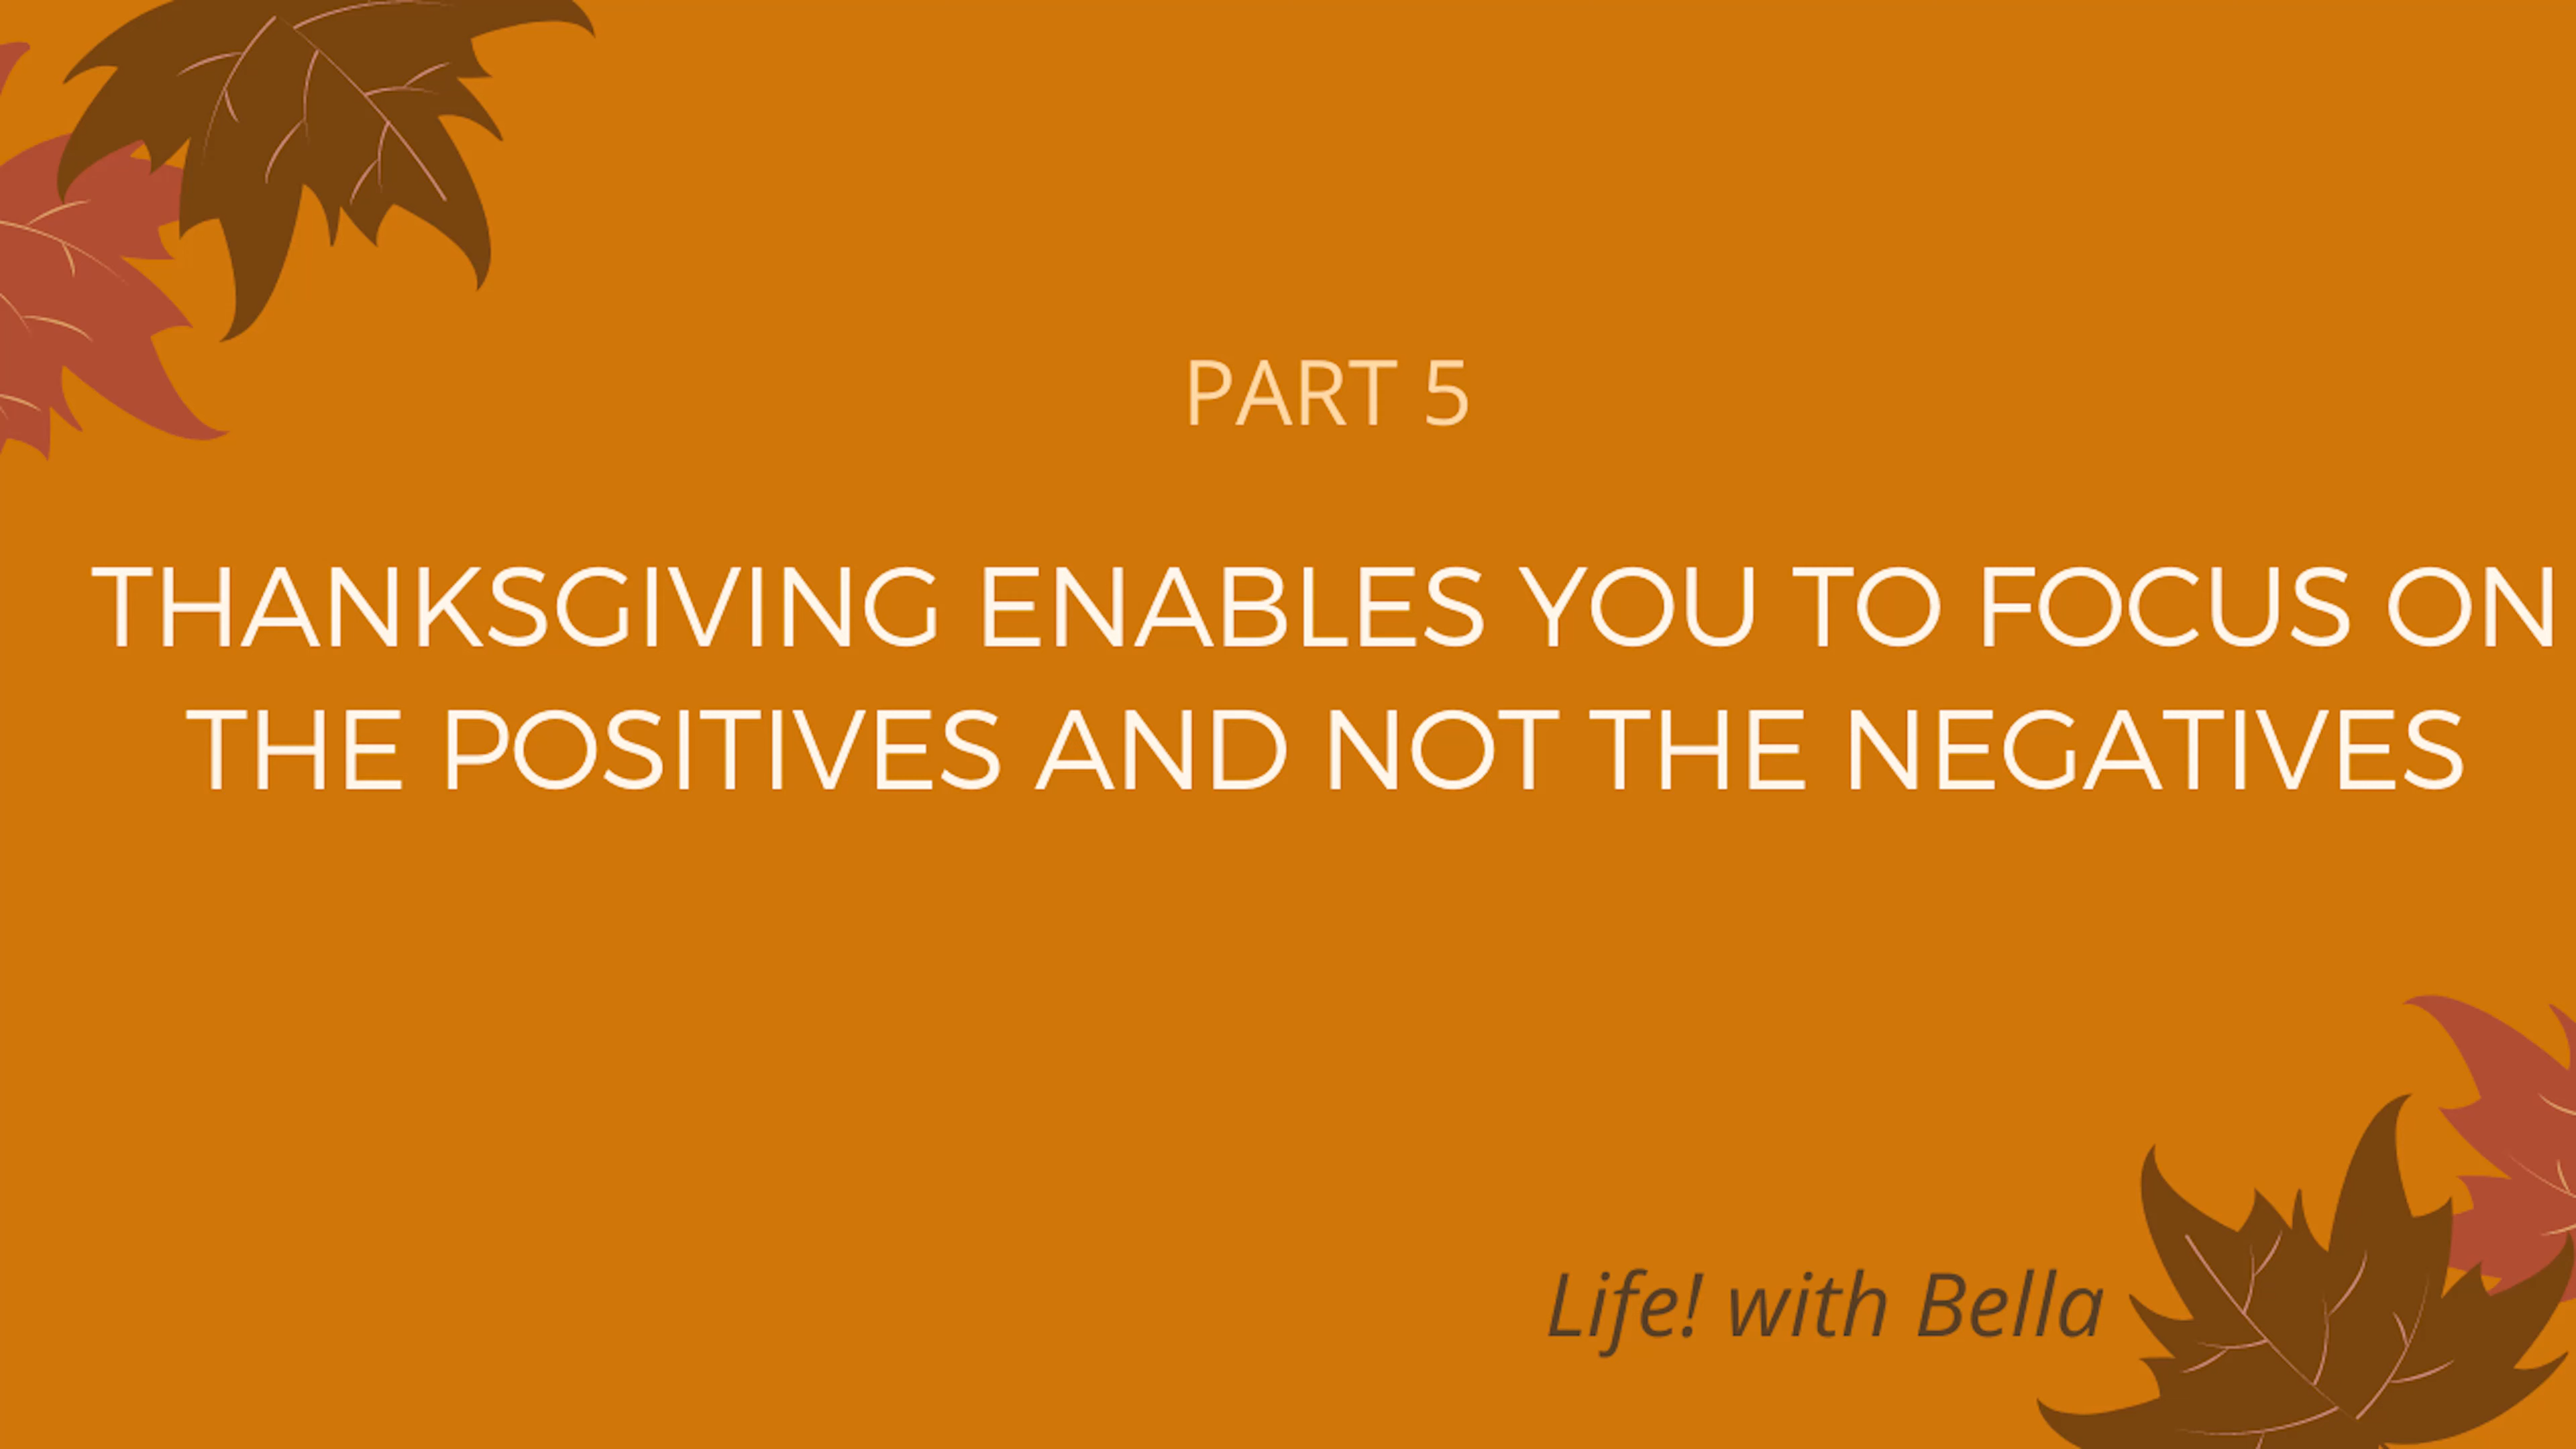 PART 5
THANKSGIVING ENABLES YOU TO FOCUS ON
THE POSITIVES AND NOT THE NEGATIVES
Life! with Bella